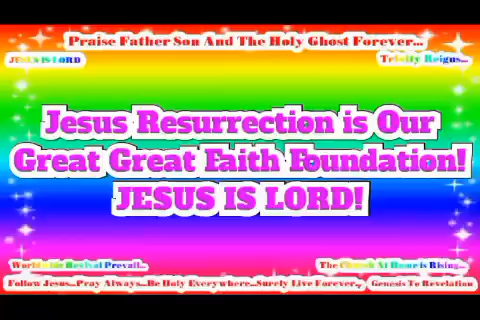 Praise Father Son And The Holy Ghost Forever...
JESUS IS LORD
Trinity Reigns...
Jesus Resurrection is Our
Great Great Faith Foundation!
JESUS IS LORD!
Worldwide Revival Prevail...
The Church At Home is Rising...
Follow Jesus...Pray Always...Be Holy Everywhere...Surely Live Forever...
Genesis To Revelation